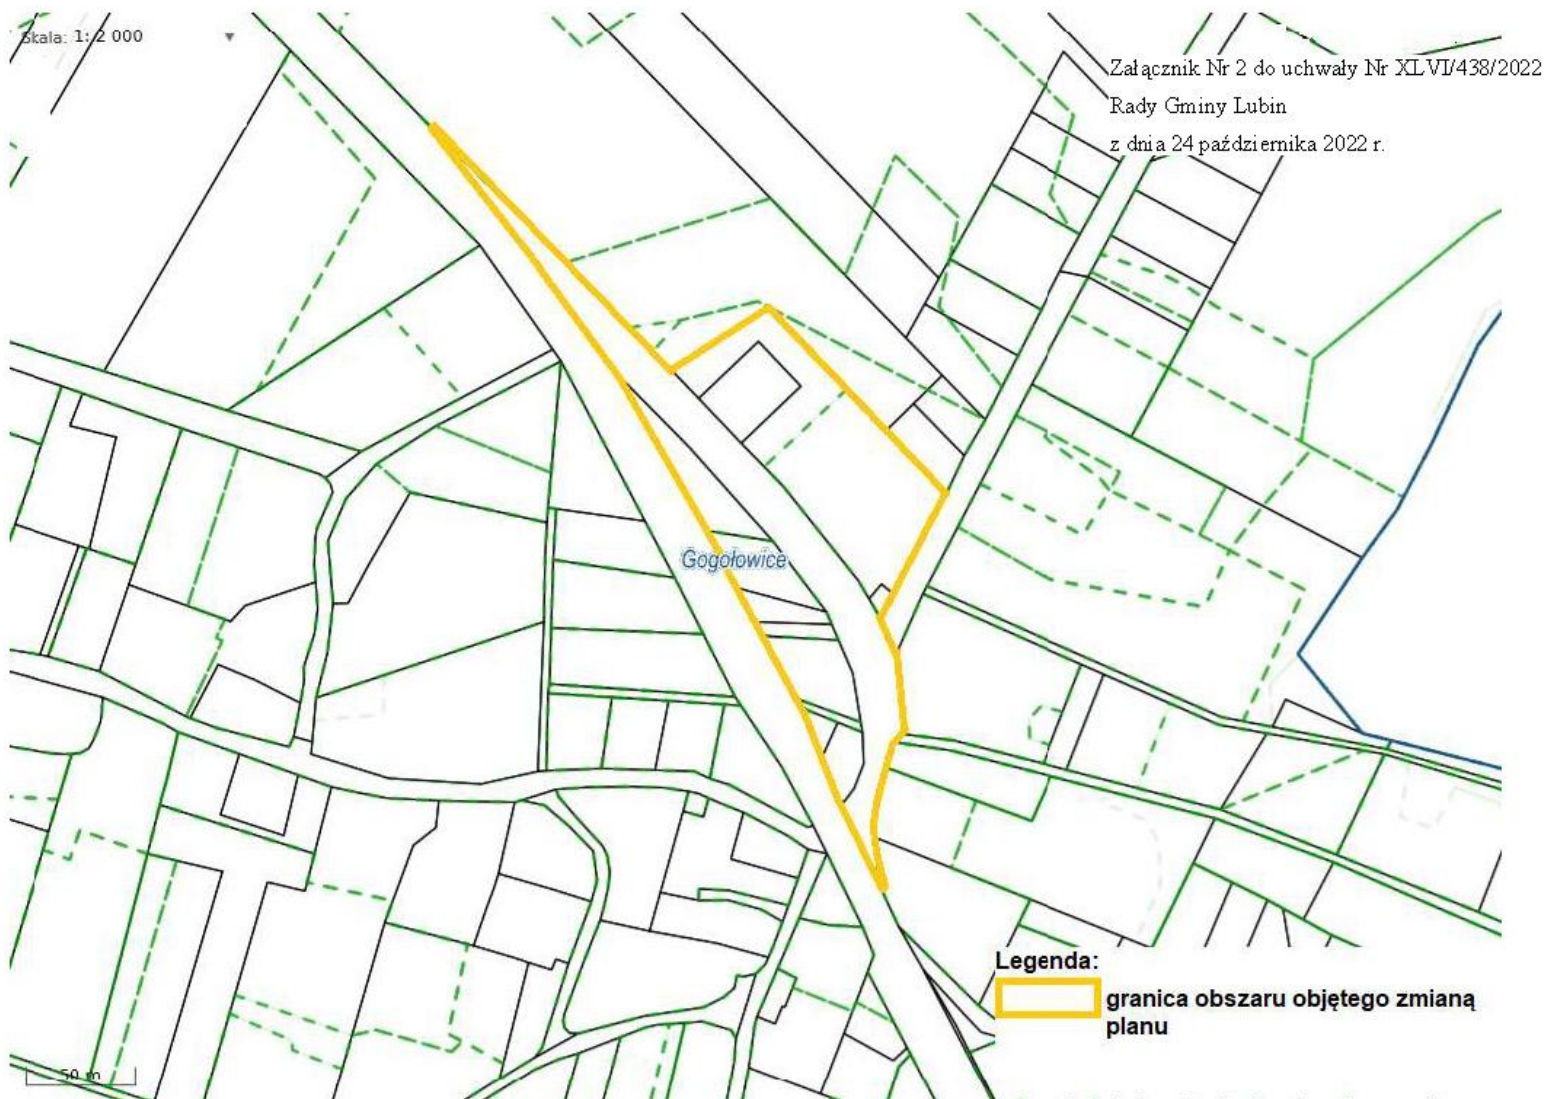 Skala: 1: 2 000
Załącznik Nr 2 do uchwały Nr XLVI/438/2022
Rady Gminy Lubin
z dnia 24 października 2022 r.
Gogołowice
Legenda:
granica obszaru objętego zmianą
planu
50 m